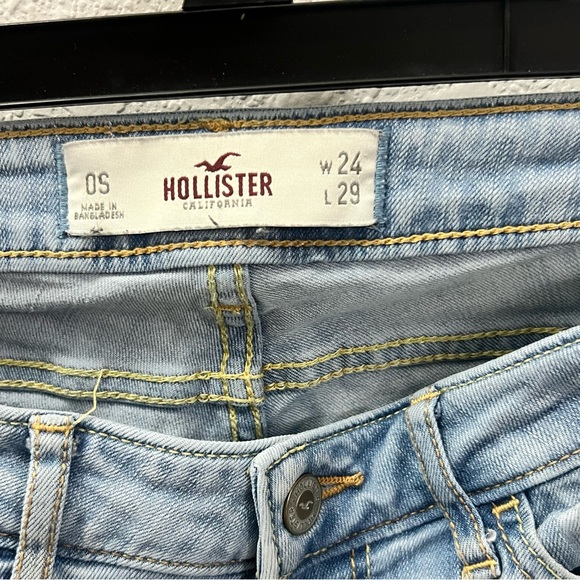 0S
MADE IN
BANGLADESH
HOLLISTER
CALIFORNIA
W 24
L 29